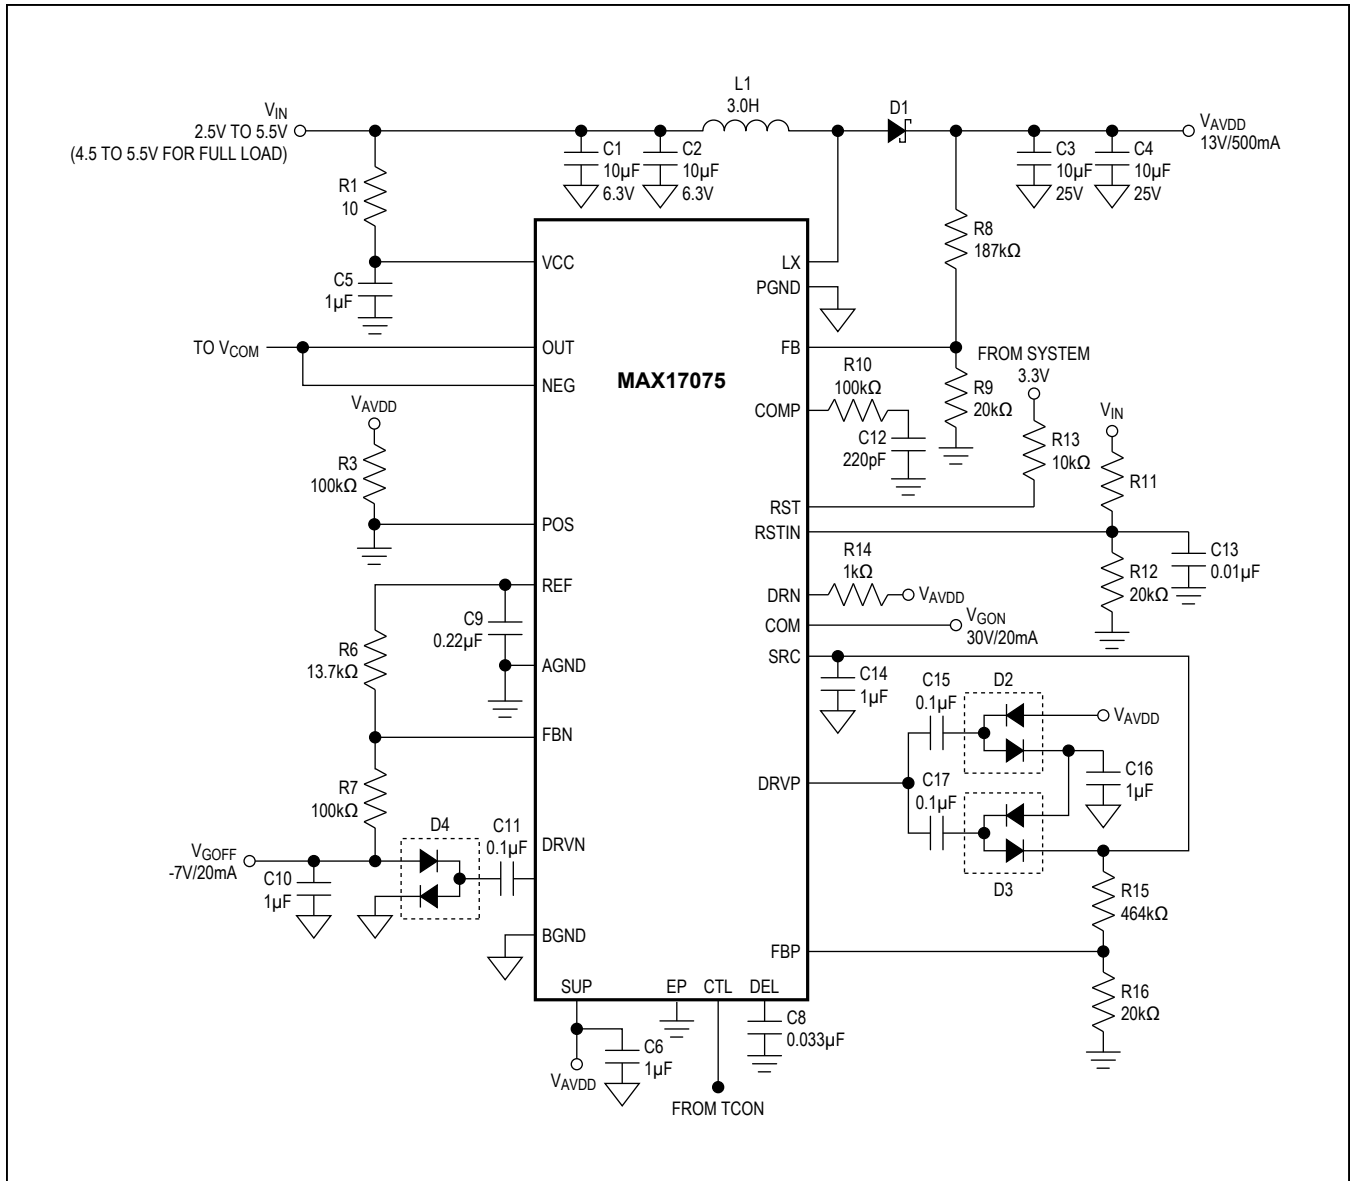 L1
3.0H
D1
VIN
2.5V TO 5.5V
(4.5 TO 5.5V FOR FULL LOAD)
VAVDD
13V/500mA
C1
10µF
6.3V
C2
10µF
6.3V
C3
10µF
25V
C4
10µF
25V
R1
10
R8
187kΩ
VCC
LX
C5
1µF
PGND
TO VCOM
OUT
FB
NEG
MAX17075
FROM SYSTEM
3.3V
R10
100kΩ
R9
20kΩ
COMP
VAVDD
C12
220pF
R13
10kΩ
VIN
R3
100kΩ
R11
RST
POS
RSTIN
C13
0.01µF
R14
1kΩ
R12
20kΩ
REF
DRN
VAVDD
C9
0.22µF
COM
VGON
30V/20mA
R6
13.7kΩ
AGND
SRC
C14
1µF
C15
0.1µF
D2
VAVDD
FBN
R7
100kΩ
DRVP
C17
0.1µF
C16
1µF
D4
C11
0.1µF
DRVN
VGOFF
-7V/20mA
C10
1µF
D3
R15
464kΩ
BGND
FBP
SUP
EP
CTL
DEL
R16
20kΩ
C6
1µF
C8
0.033µF
VAVDD
FROM TCON